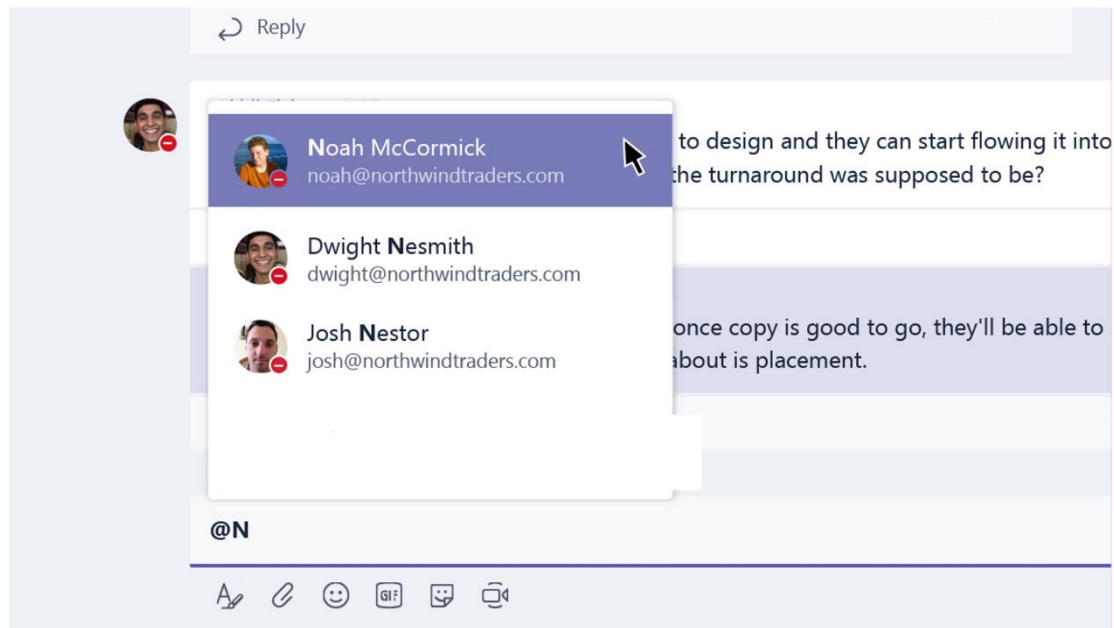 Reply
to design and they can start flowing it into
the turnaround was supposed to be?
Noah McCormick
noah@northwindtraders.com
Dwight Nesmith
dwight@northwindtraders.com
Josh Nestor
josh@northwindtraders.com
once copy is good to go, they'll be able to
about is placement.
@N
GIF